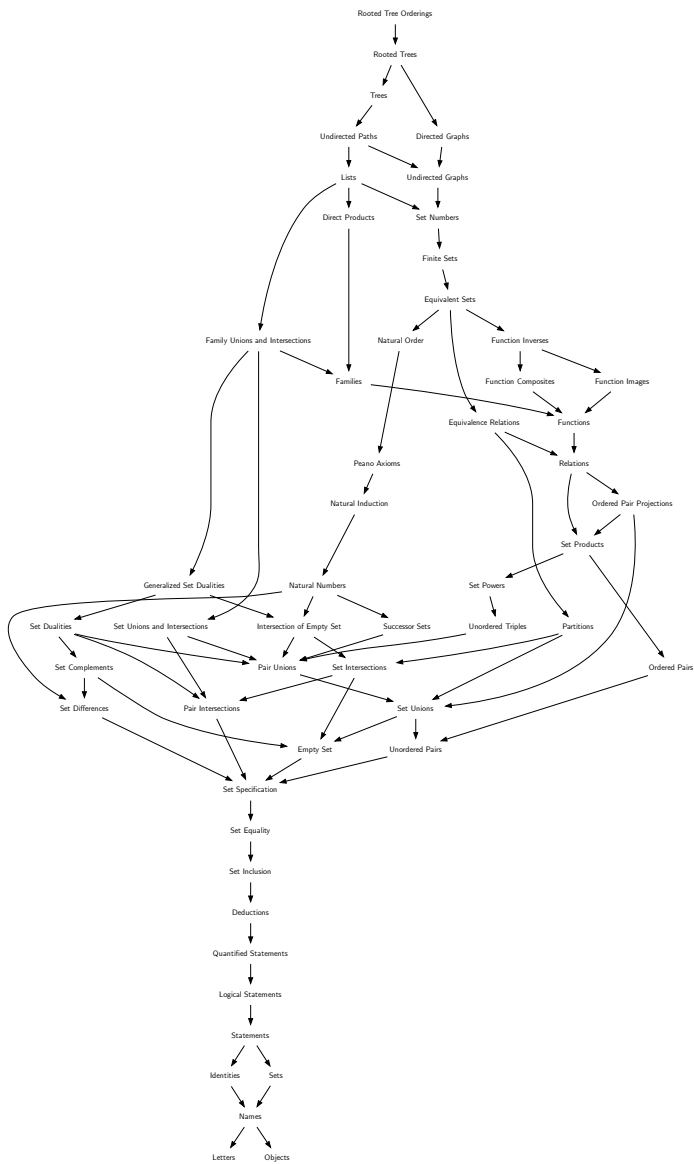 Rooted Tree Orderings
Rooted Trees
Trees
Undirected Paths Directed Graphs
Lists Undirected Graphs
Direct Products Set Numbers
Finite Sets
Equivalent Sets
Family Unions and Intersections Natural Order Function Inverses
Families Function Composites Function Images
Equivalence Relations Functions
Peano Axioms Relations
Natural Induction Ordered Pair Projections
Set Products
Generalized Set Dualities Natural Numbers Set Powers
Set Dualities Set Unions and Intersections Intersection of Empty Set Successor Sets Unordered Triples Partitions
Set Complements Pair Unions Set Intersections Ordered Pairs
Set Differences Pair Intersections Set Unions
Empty Set Unordered Pairs
Set Specification
Set Equality
Set Inclusion
Deductions
Quantified Statements
Logical Statements
Statements
Identities Sets
Names
Letters Objects